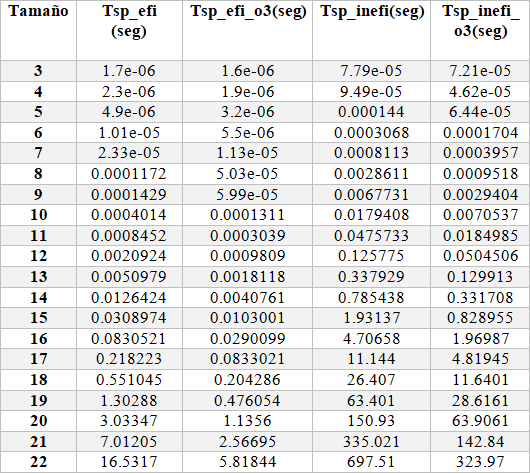 Tamaño Tsp_efi (seg) Tsp_efi_o3(seg) Tsp_inefi(seg) Tsp_inefi_o3(seg)
3 1.7e-06 1.6e-06 7.79e-05 7.21e-05
4 2.3e-06 1.9e-06 9.49e-05 4.62e-05
5 4.9e-06 3.2e-06 0.000144 6.44e-05
6 1.01e-05 5.5e-06 0.0003068 0.0001704
7 2.33e-05 1.13e-05 0.0008113 0.0003957
8 0.0001172 5.03e-05 0.0028611 0.0009518
9 0.0001429 5.99e-05 0.0067731 0.0029404
10 0.0004014 0.0001311 0.0179408 0.0070537
11 0.0008452 0.0003039 0.0475733 0.0184985
12 0.0020924 0.0009809 0.125775 0.0504506
13 0.0050979 0.0018118 0.337929 0.129913
14 0.0126424 0.0040761 0.785438 0.331708
15 0.0308974 0.0103001 1.93137 0.828955
16 0.0830521 0.0290099 4.70658 1.96987
17 0.218223 0.0833021 11.144 4.81945
18 0.551045 0.204286 26.407 11.6401
19 1.30288 0.476054 63.401 28.6161
20 3.03347 1.1356 150.93 63.9061
21 7.01205 2.56695 335.021 142.84
22 16.5317 5.81844 697.51 323.97